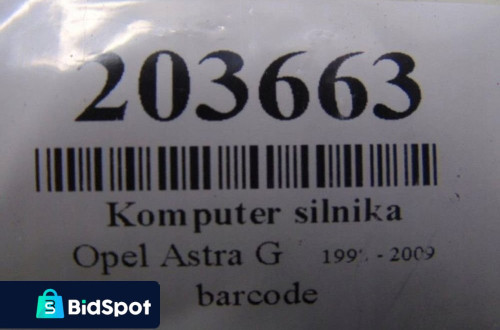 203663
Komputer silnika
Opel Astra G - 2009
barcode
BidSpot